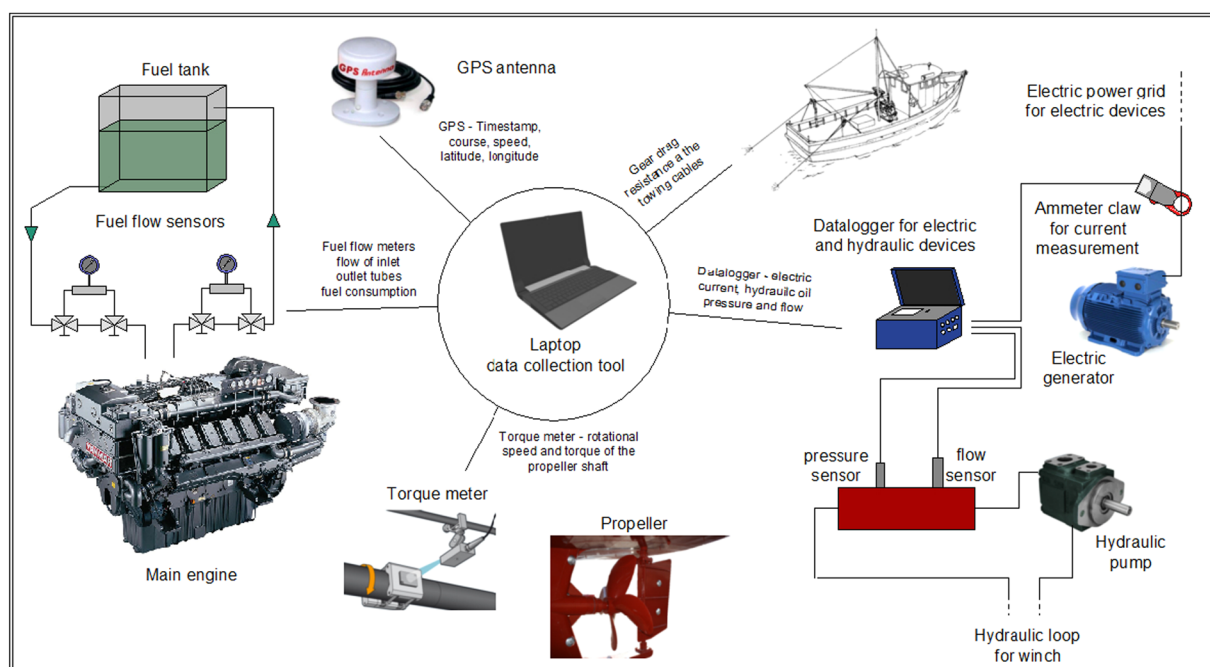 Fuel tank
GPS Antenna
GPS antenna
GPS - Timestamp,
course, speed,
latitude, longitude
Gear drag
resistance a the
towing cables
Electric power grid
for electric devices
Fuel flow sensors
Fuel flow meters
flow of inlet
outlet tubes
fuel consumption
Laptop
data collection tool
Datalogger - electric
current, hydraulic oil
pressure and flow
Datalogger for electric
and hydraulic devices
Ammeter claw
for current
measurement
Electric
generator
Main engine
Torque meter - rotational
speed and torque of the
propeller shaft
Torque meter
Propeller
pressure
sensor
flow
sensor
Hydraulic
pump
Hydraulic loop
for winch